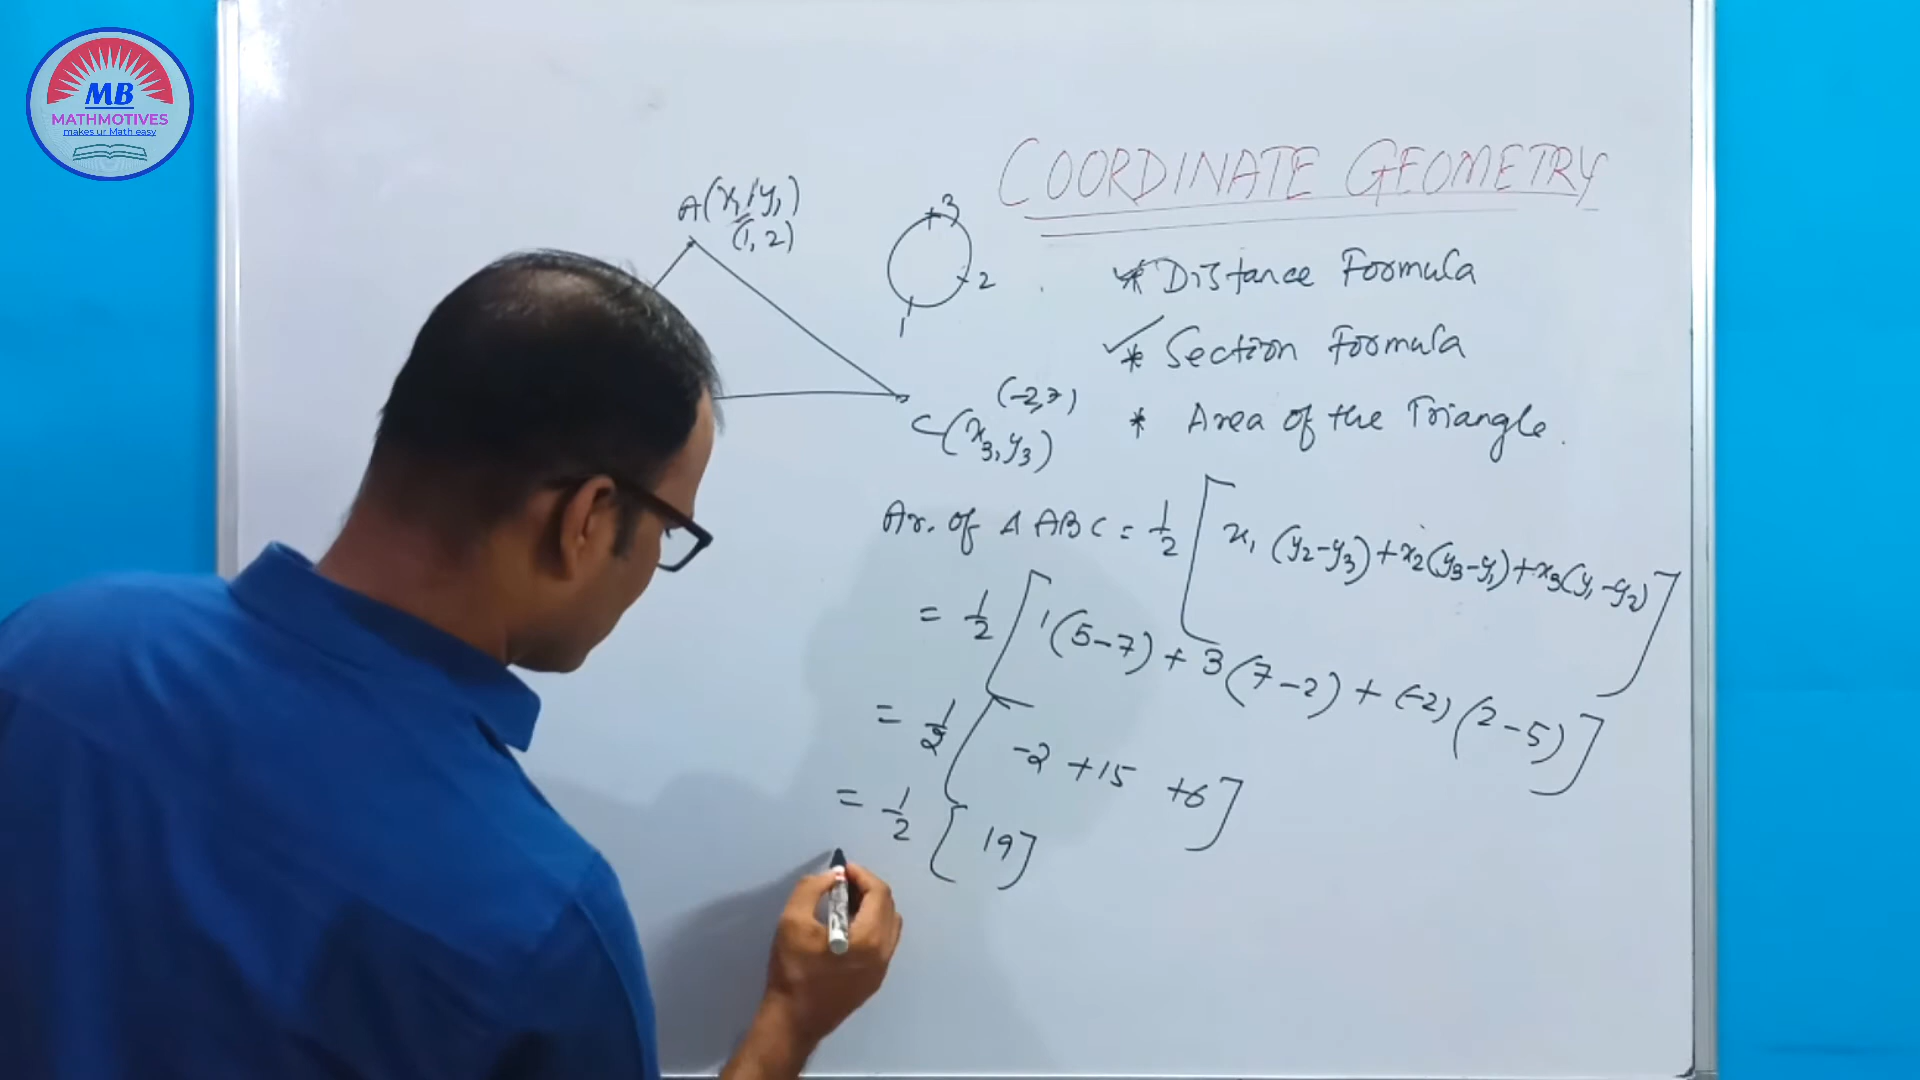 MB
MATHMOTIVES
makes ur Math easy
COORDINATE GEOMETRY
A(x₁,y₁)
(1, 2)
3
2
1
* Distance Formula
* Section Formula
(-2,7)
C(x₃,y₃)
* Area of the Triangle.
Ar. of Δ ABC = 1/2 [x₁ (y₂-y₃)+x₂(y₃-y₁)+x₃(y₁-y₂)]
= 1/2 [1(5-7) + 3(7-2) + (-2)(2-5)]
= 1/2 [-2 +15 +6]
= 1/2 [19]